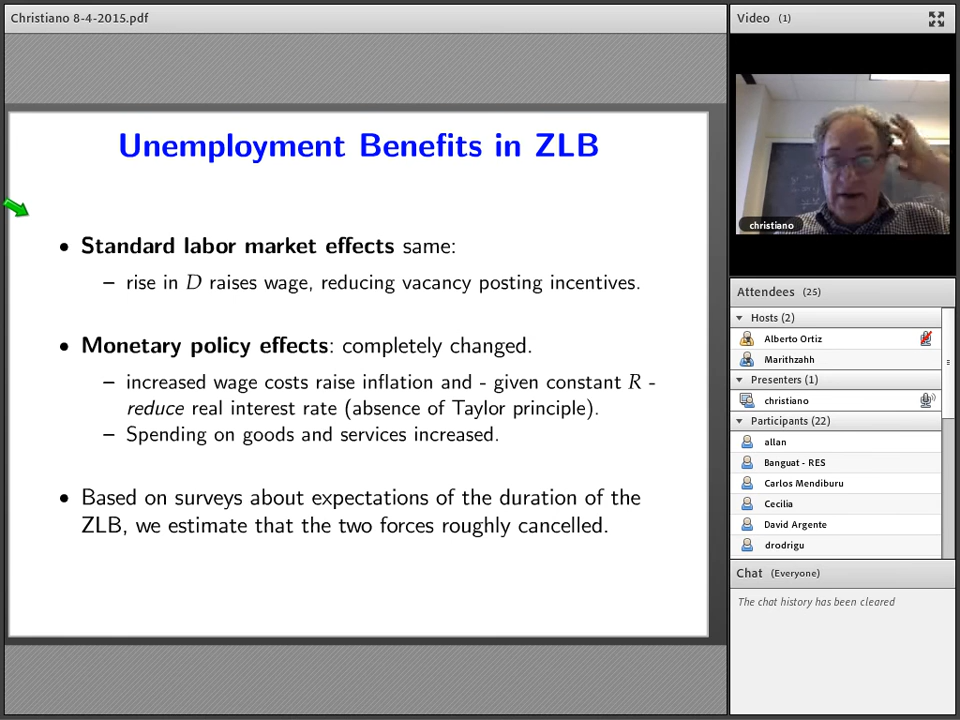 Christiano 8-4-2015.pdf
Unemployment Benefits in ZLB
• Standard labor market effects same:
– rise in D raises wage, reducing vacancy posting incentives.
• Monetary policy effects: completely changed.
– increased wage costs raise inflation and - given constant R -
reduce real interest rate (absence of Taylor principle).
– Spending on goods and services increased.
• Based on surveys about expectations of the duration of the
ZLB, we estimate that the two forces roughly cancelled.
Video (1)
christiano
Attendees (25)
Hosts (2)
Alberto Ortiz
Marithzahh
Presenters (1)
christiano
Participants (22)
allan
Banguat - RES
Carlos Mendiburu
Cecilia
David Argente
drodrigu
Chat (Everyone)
The chat history has been cleared